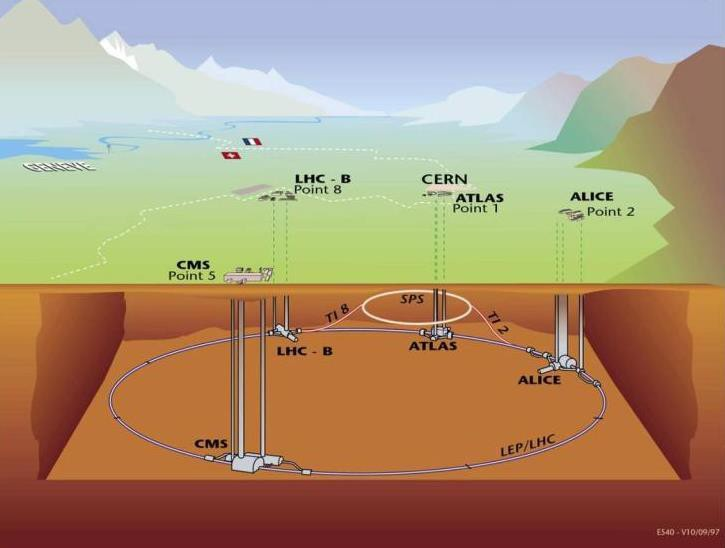 GENEVE
LHC - B
Point 8
CERN
ATLAS
Point 1
ALICE
Point 2
CMS
Point 5
SPS
TI 8
TI 2
LHC - B
ATLAS
ALICE
CMS
LEP/LHC
E540 - V10/09/97